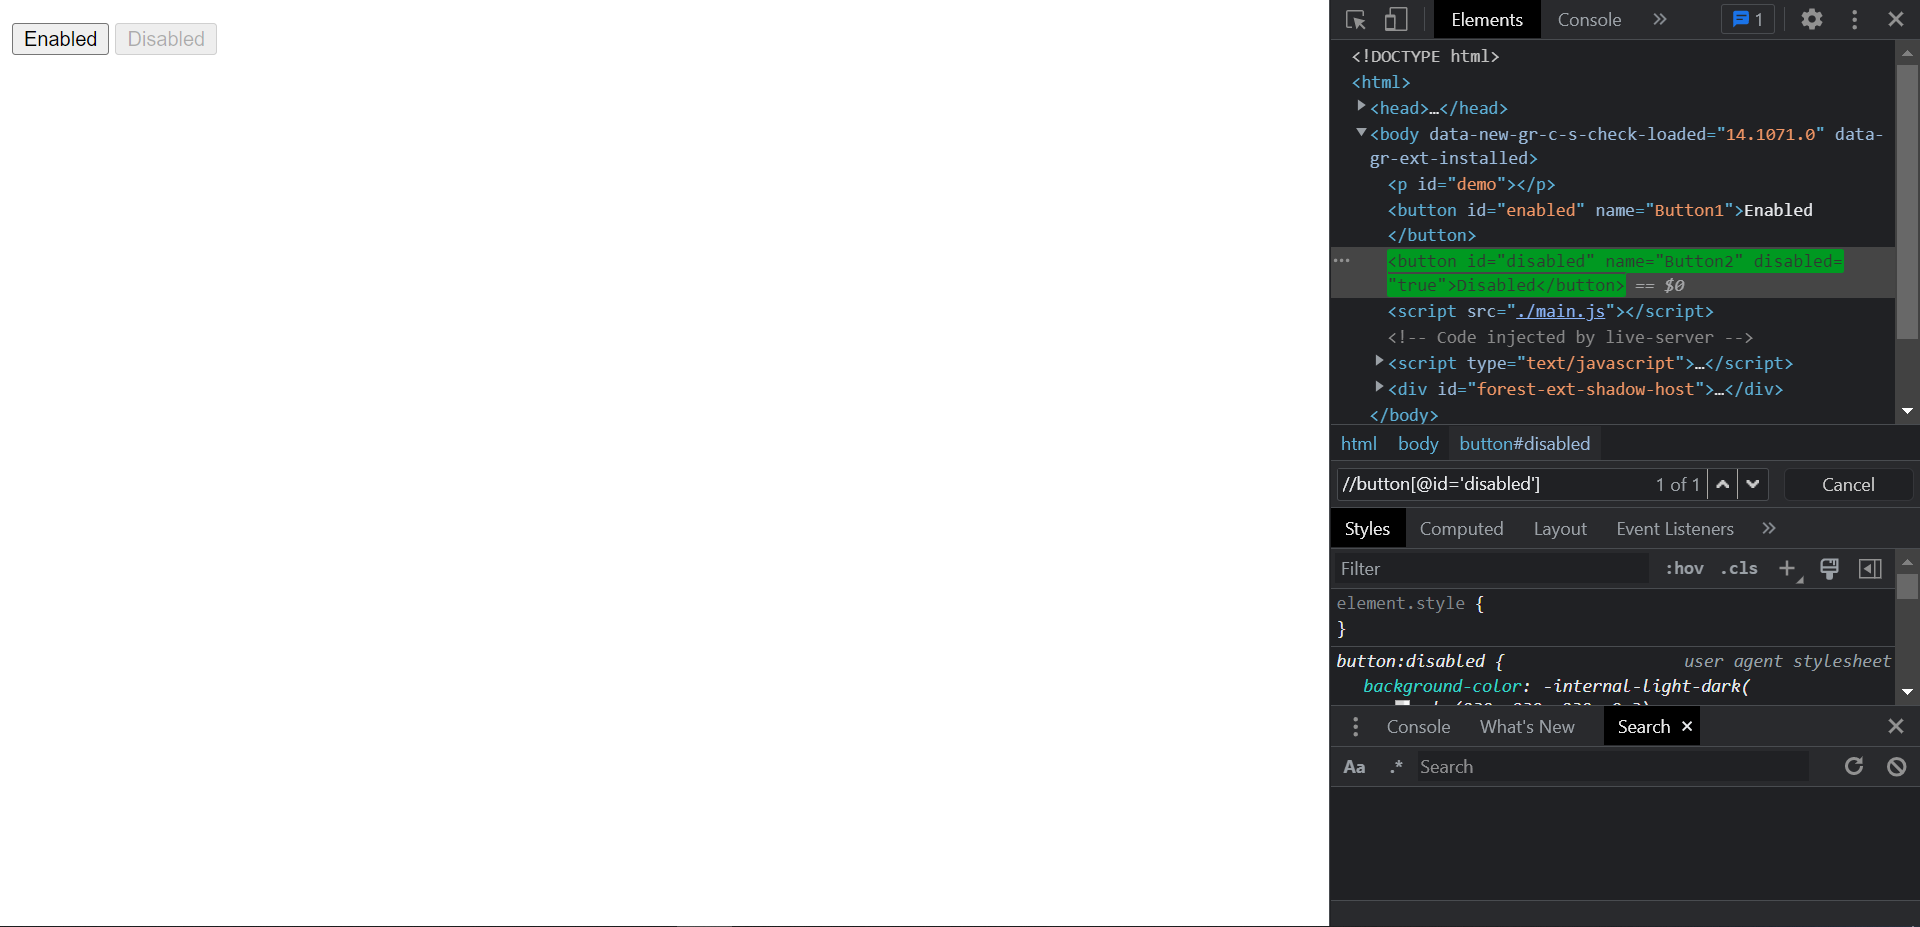 Enabled Disabled
Elements Console » 1
<!DOCTYPE html>
<html>
<head>…</head>
<body data-new-gr-c-s-check-loaded="14.1071.0" data-
gr-ext-installed>
<p id="demo"></p>
<button id="enabled" name="Button1">Enabled
</button>
<button id="disabled" name="Button2" disabled=
"true">Disabled</button> == $0
<script src="./main.js"></script>
<!-- Code injected by live-server -->
<script type="text/javascript">…</script>
<div id="forest-ext-shadow-host">…</div>
</body>
html body button#disabled
//button[@id='disabled'] 1 of 1 Cancel
Styles Computed Layout Event Listeners »
Filter :hov .cls +
element.style {
}
button:disabled { user agent stylesheet
background-color: -internal-light-dark(
Console What's New Search ×
Aa .* Search